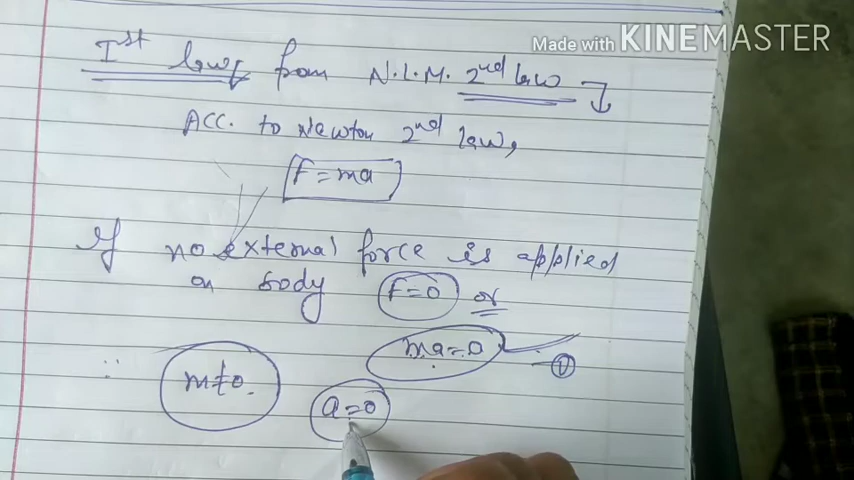 Made with KINEMASTER
Ist law from N.L.M. 2nd law
Acc. to Newton 2nd law,
F = ma
If no external force is applied
on body F=0 or
ma=0 - ①
∵ m≠0.
a=0